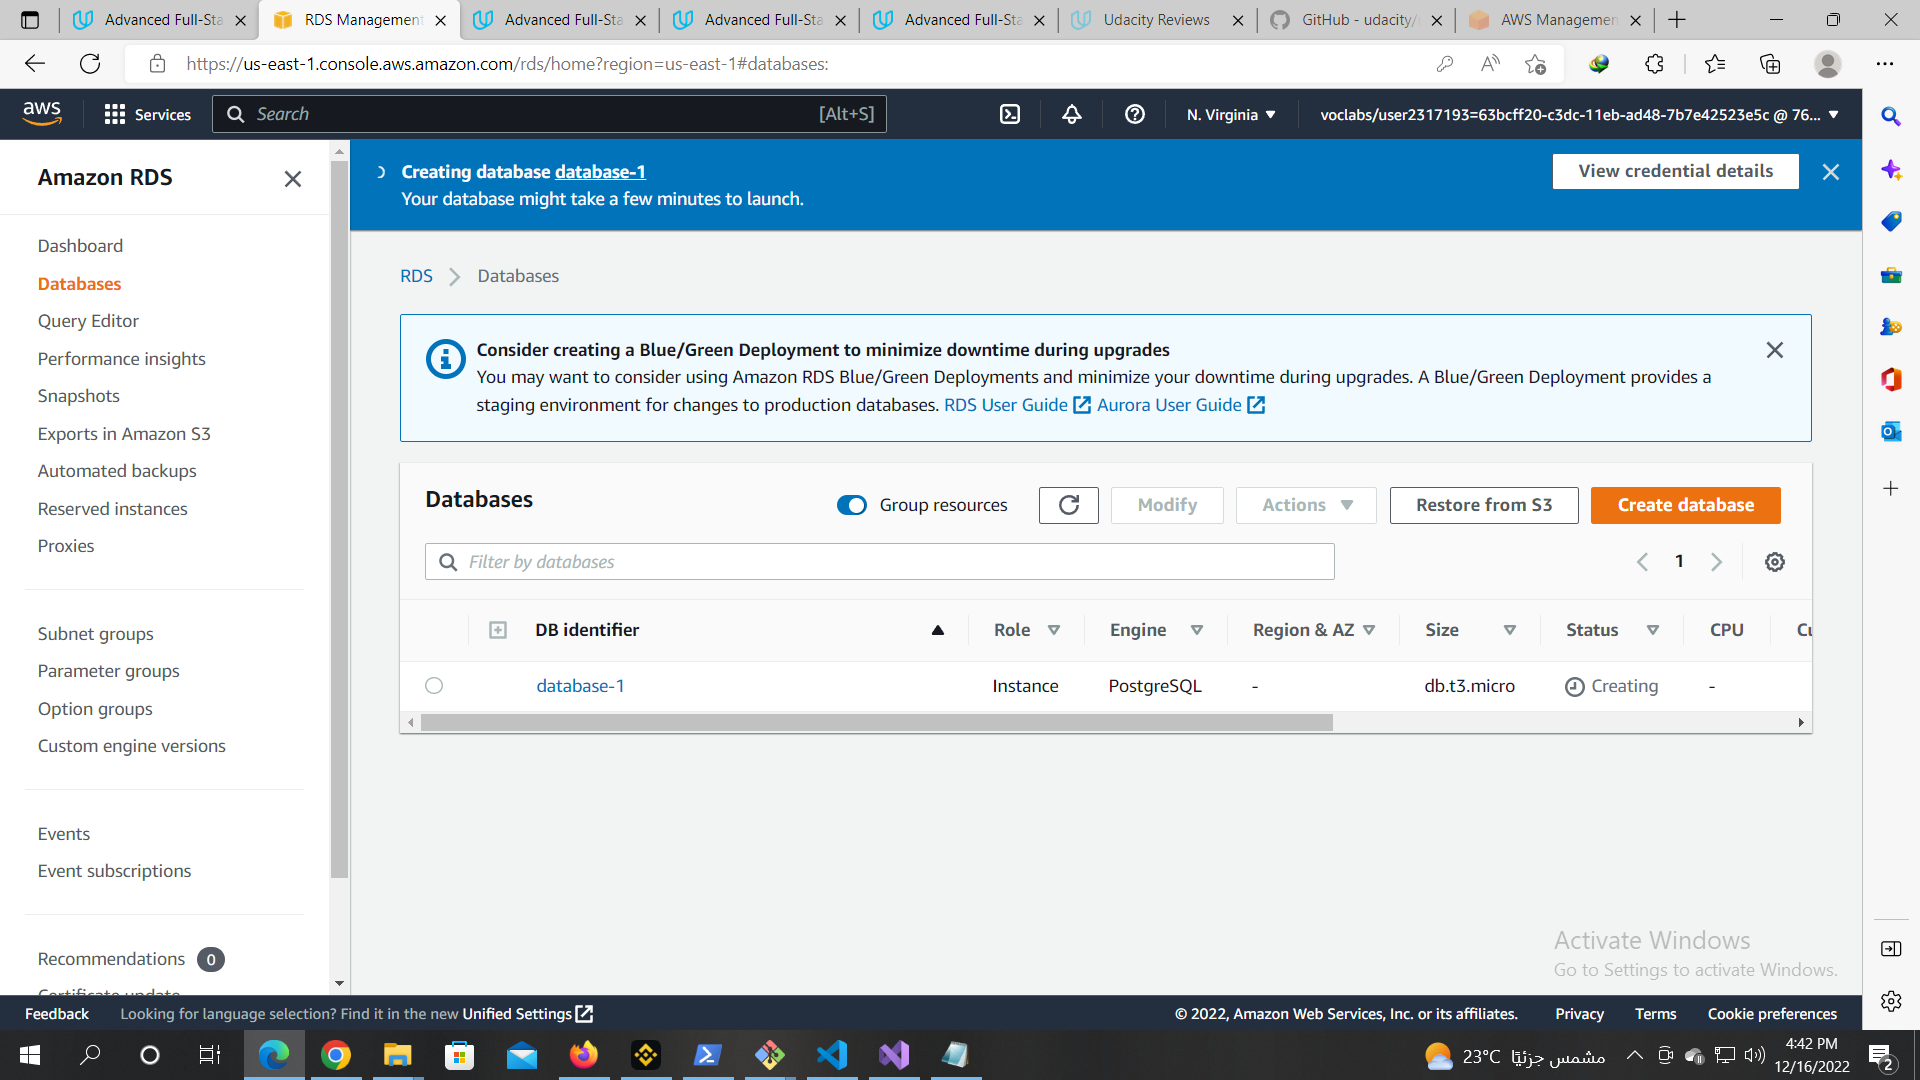 Advanced Full-Sta
RDS Management
Advanced Full-Sta
Advanced Full-Sta
Advanced Full-Sta
Udacity Reviews
GitHub - udacity/
AWS Managemen
https://us-east-1.console.aws.amazon.com/rds/home?region=us-east-1#databases:
aws
Services
Search
[Alt+S]
N. Virginia
voclabs/user2317193=63bcff20-c3dc-11eb-ad48-7b7e42523e5c @ 76...
Amazon RDS
Dashboard
Databases
Query Editor
Performance insights
Snapshots
Exports in Amazon S3
Automated backups
Reserved instances
Proxies
Subnet groups
Parameter groups
Option groups
Custom engine versions
Events
Event subscriptions
Recommendations 0
Certificate update
Creating database database-1
Your database might take a few minutes to launch.
View credential details
RDS
Databases
Consider creating a Blue/Green Deployment to minimize downtime during upgrades
You may want to consider using Amazon RDS Blue/Green Deployments and minimize your downtime during upgrades. A Blue/Green Deployment provides a
staging environment for changes to production databases. RDS User Guide Aurora User Guide
Databases
Group resources
Modify
Actions
Restore from S3
Create database
Filter by databases
1
DB identifier
Role
Engine
Region & AZ
Size
Status
CPU
Cu
database-1
Instance
PostgreSQL
-
db.t3.micro
Creating
-
Activate Windows
Go to Settings to activate Windows.
Feedback
Looking for language selection? Find it in the new Unified Settings
© 2022, Amazon Web Services, Inc. or its affiliates.
Privacy
Terms
Cookie preferences
23°C مشمس جزئيًا
4:42 PM
12/16/2022
2